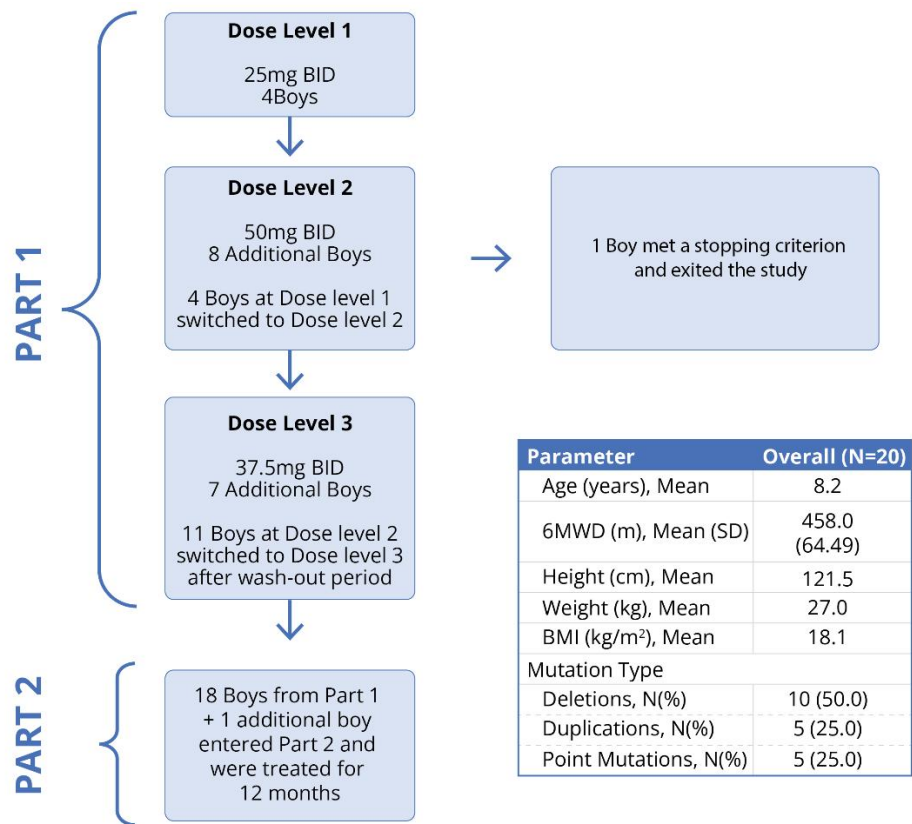 PART 1
Dose Level 1
25mg BID
4Boys
Dose Level 2
50mg BID
8 Additional Boys
4 Boys at Dose level 1
switched to Dose level 2
1 Boy met a stopping criterion
and exited the study
Dose Level 3
37.5mg BID
7 Additional Boys
11 Boys at Dose level 2
switched to Dose level 3
after wash-out period
PART 2
18 Boys from Part 1
+ 1 additional boy
entered Part 2 and
were treated for
12 months
Parameter Overall (N=20)
Age (years), Mean 8.2
6MWD (m), Mean (SD) 458.0
(64.49)
Height (cm), Mean 121.5
Weight (kg), Mean 27.0
BMI (kg/m²), Mean 18.1
Mutation Type
Deletions, N(%) 10 (50.0)
Duplications, N(%) 5 (25.0)
Point Mutations, N(%) 5 (25.0)